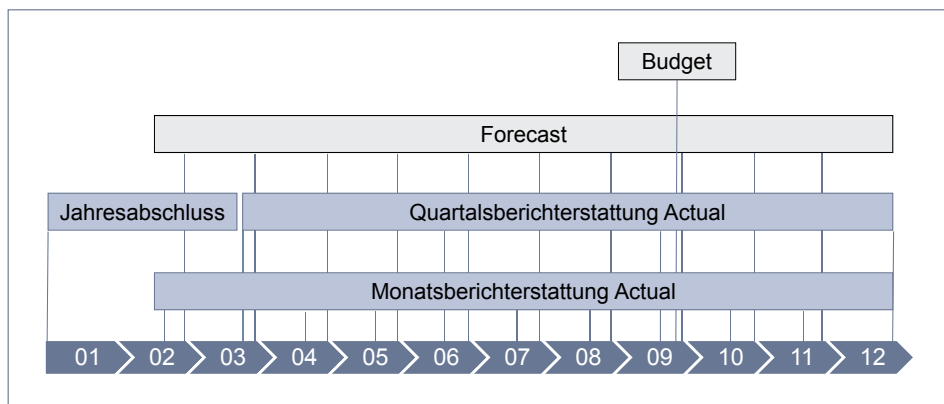 Budget
Forecast
Jahresabschluss
Quartalsberichterstattung Actual
Monatsberichterstattung Actual
01 02 03 04 05 06 07 08 09 10 11 12